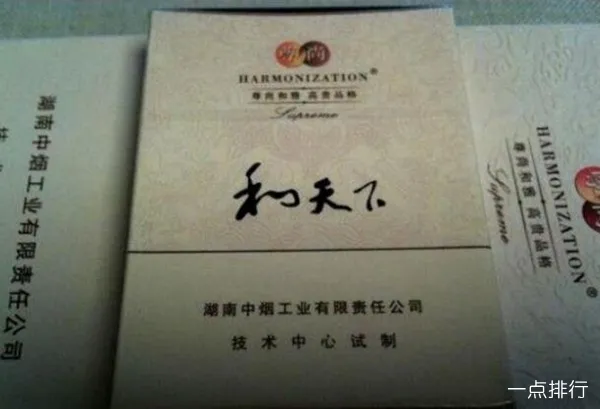 尚
HARMONIZATION®
尊尚和雅 高贵品格
Supreme
和天下
湖南中烟工业有限责任公司
技术中心试制
湖南中烟工业有限责任公司
HARMONIZATION®
尊尚和雅 高贵品格
Supreme
一点排行